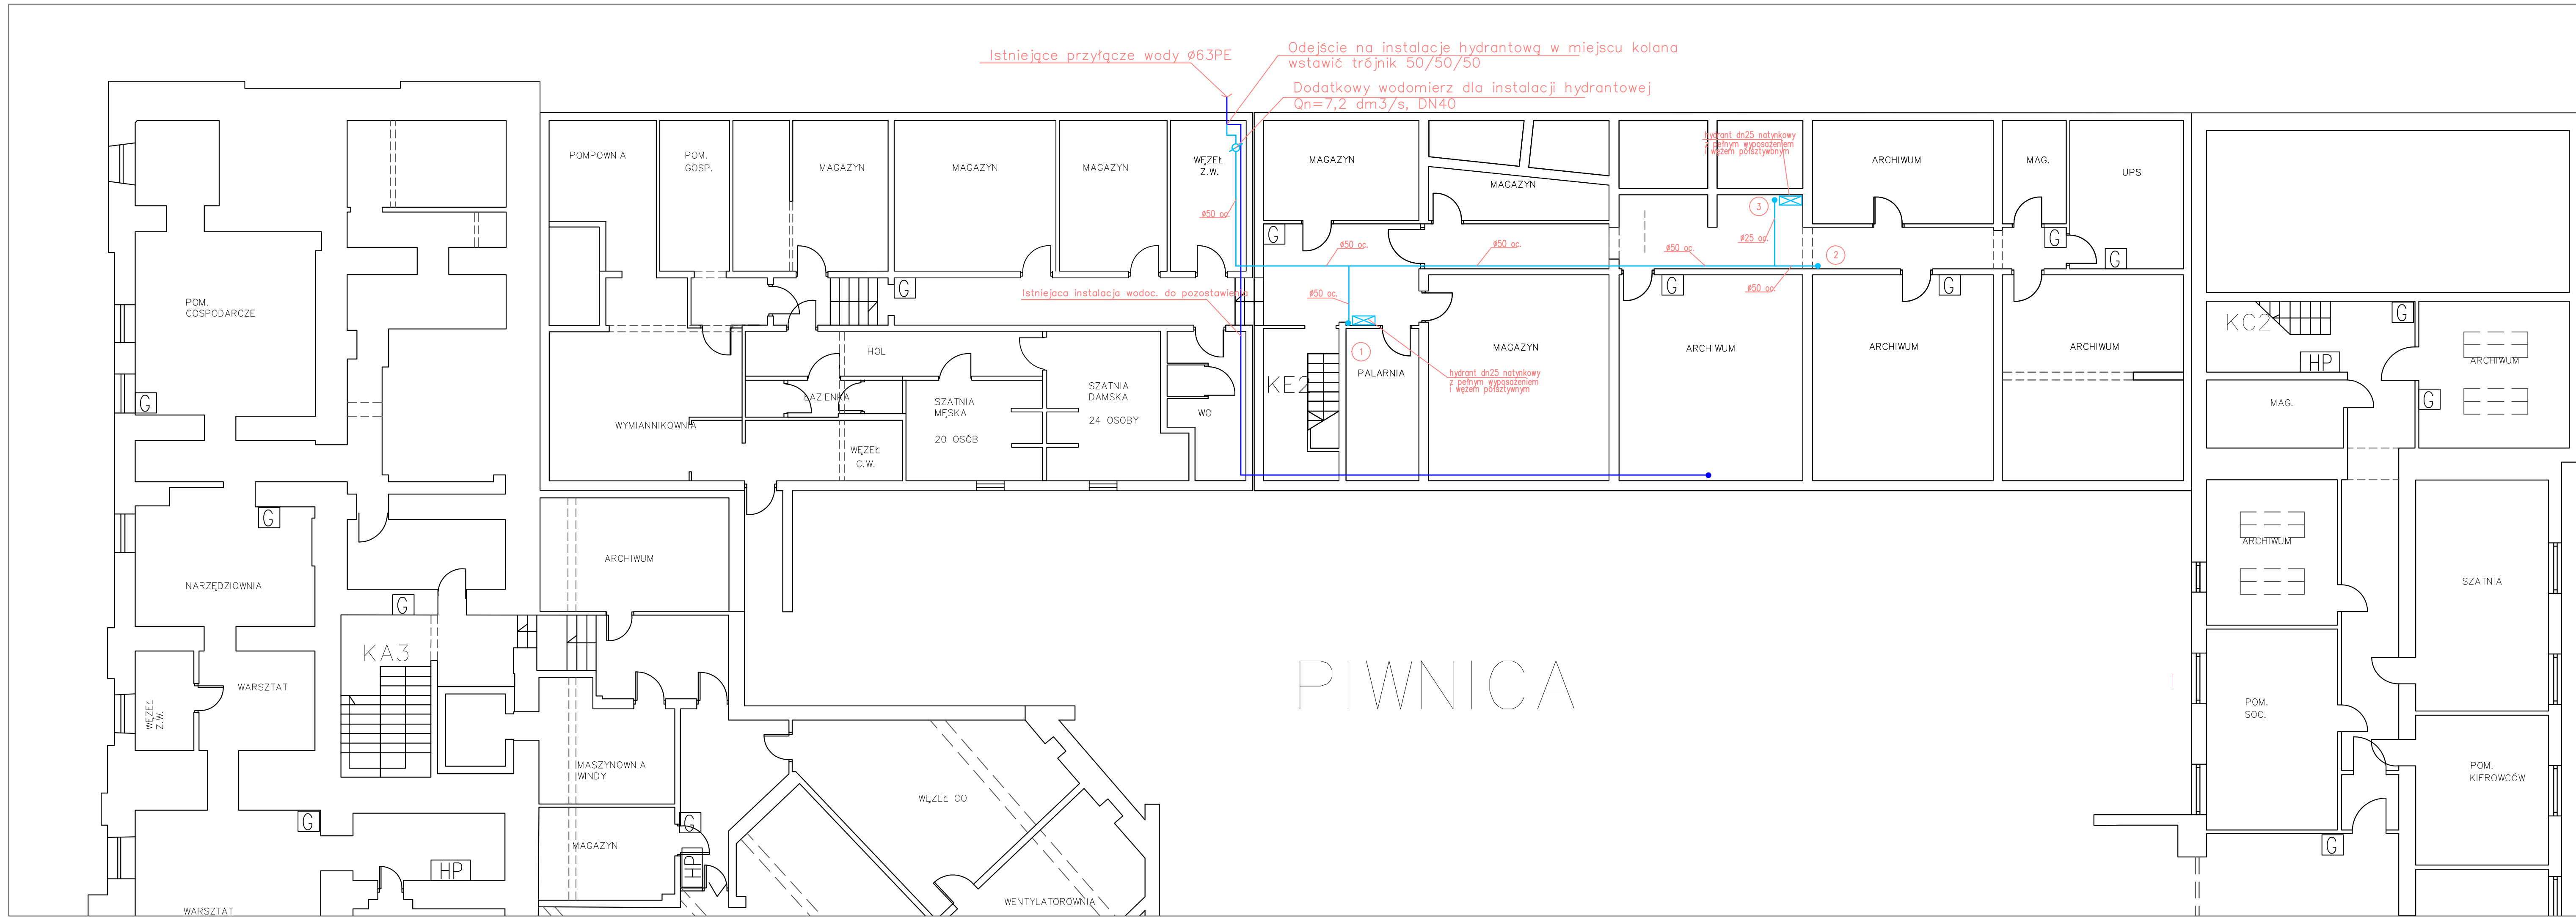 Istniejące przyłącze wody Ø63PE
Odejście na instalacje hydrantową w miejscu kolana
wstawić trójnik 50/50/50
Dodatkowy wodomierz dla instalacji hydrantowej
Qn=7,2 dm3/s, DN40
POMPOWNIA
POM.
GOSP.
MAGAZYN
MAGAZYN
MAGAZYN
WĘZEŁ
Z.W.
MAGAZYN
MAGAZYN
hydrant dn25 natynkowy
z pełnym wyposażeniem
i wężem półsztywnym
ARCHIWUM
MAG.
UPS
Ø50 oc.
Ø50 oc.
Ø50 oc.
Ø50 oc.
Ø25 oc.
3
2
G
G
G
POM.
GOSPODARCZE
G
Istniejaca instalacja wodoc. do pozostawienia
Ø50 oc.
G
Ø50 oc.
G
KC2
G
HP
HOL
1
KE2
PALARNIA
MAGAZYN
ARCHIWUM
ARCHIWUM
ARCHIWUM
ARCHIWUM
hydrant dn25 natynkowy
z pełnym wyposażeniem
i wężem półsztywnym
G
ŁAZIENKA
SZATNIA
MĘSKA
20 OSÓB
SZATNIA
DAMSKA
24 OSOBY
WC
MAG.
G
WYMIANNIKOWNIA
WĘZEŁ
C.W.
G
ARCHIWUM
ARCHIWUM
NARZĘDZIOWNIA
SZATNIA
G
KA3
WARSZTAT
WĘZEŁ
Z.W.
PIWNICA
POM.
SOC.
MASZYNOWNIA
WINDY
POM.
KIEROWCÓW
WĘZEŁ CO
G
G
MAGAZYN
G
HP
HP
WENTYLATOROWNIA
WARSZTAT